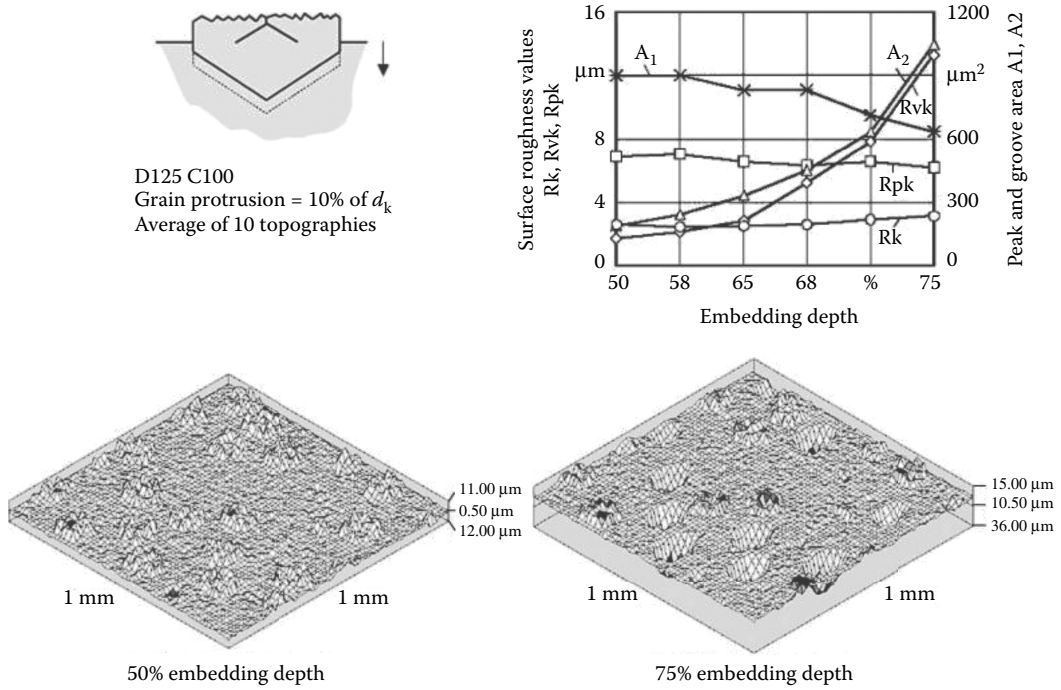 D125 C100
Grain protrusion = 10% of dk
Average of 10 topographies
Surface roughness values
Rk, Rvk, Rpk
16
μm
8
4
0
A1
A2
Rvk
Rpk
Rk
1200
μm2
600
300
0
Peak and groove area A1, A2
50 58 65 68 % 75
Embedding depth
11.00 μm
0.50 μm
12.00 μm
1 mm 1 mm
50% embedding depth
15.00 μm
10.50 μm
36.00 μm
1 mm 1 mm
75% embedding depth